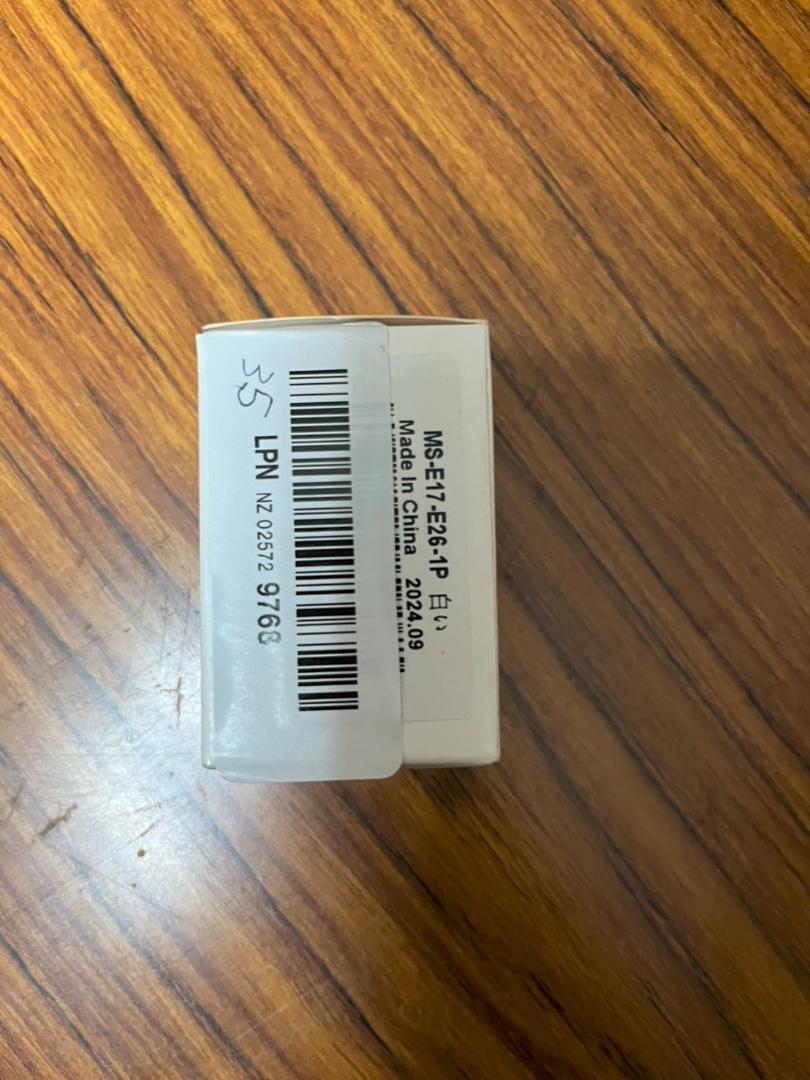 MS-E17-E26-1P 白い
Made In China 2024.09
LPN NZ 02572 9768
35